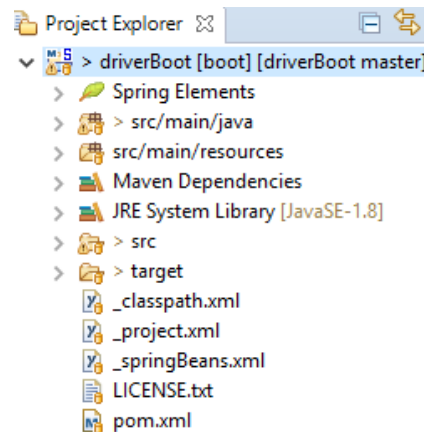 Project Explorer
> driverBoot [boot] [driverBoot master]
Spring Elements
> src/main/java
src/main/resources
Maven Dependencies
JRE System Library [JavaSE-1.8]
> src
> target
_classpath.xml
_project.xml
_springBeans.xml
LICENSE.txt
pom.xml